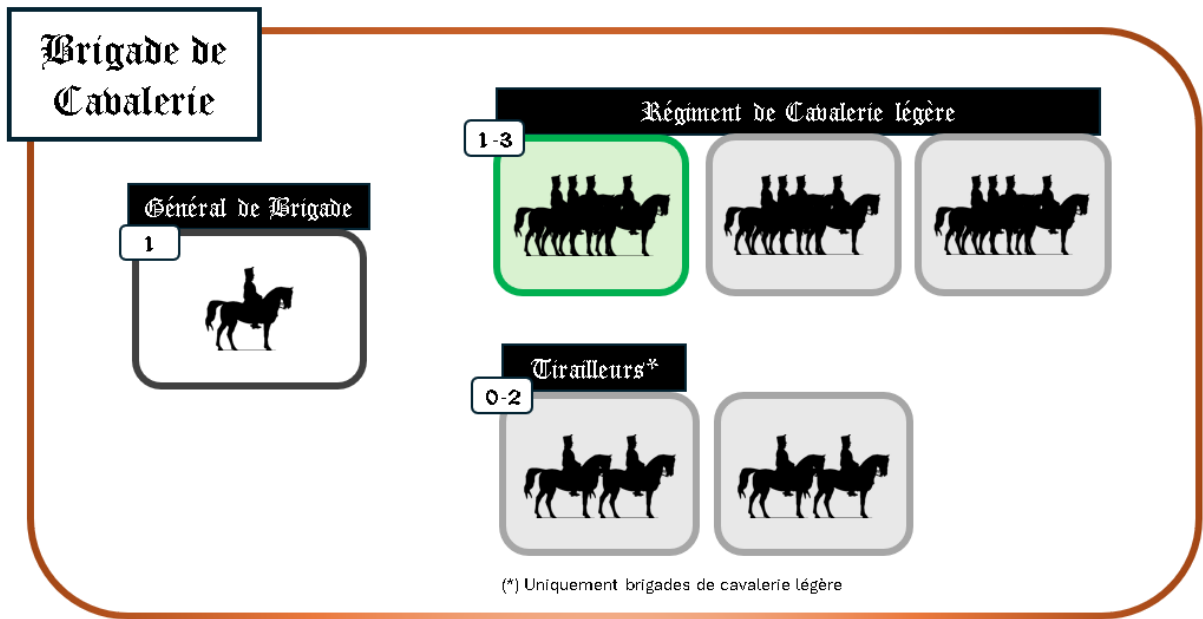 Brigade de
Cavalerie
Régiment de Cavalerie légère
1-3
Général de Brigade
1
Tirailleurs*
0-2
(*) Uniquement brigades de cavalerie légère